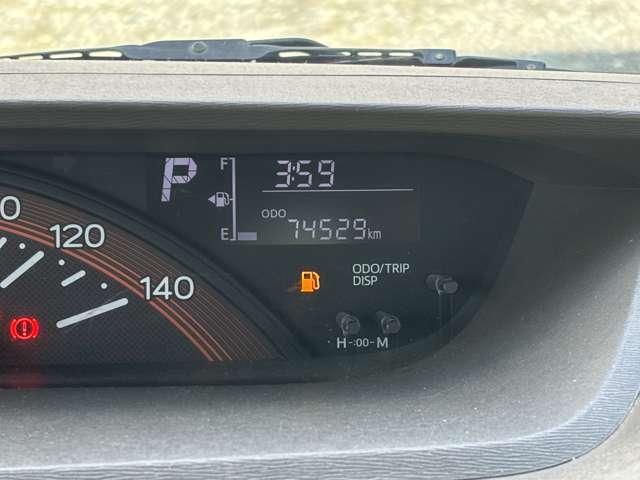 P
F
3:59
ODO
74529km
E
120
140
ODO/TRIP
DISP
H -:00- M